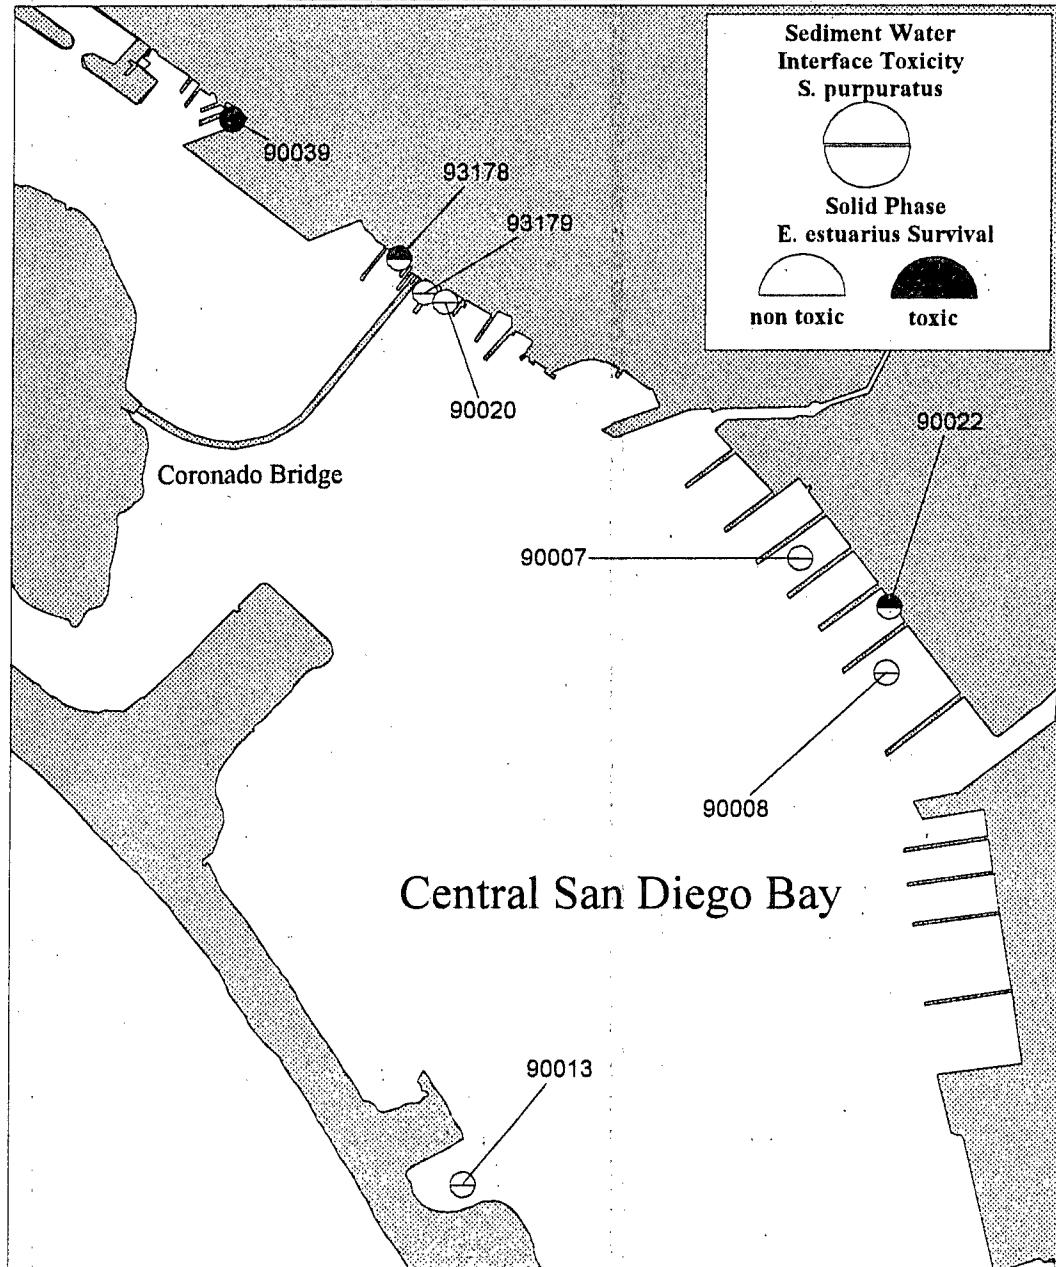 Sediment Water
Interface Toxicity
S. purpuratus
Solid Phase
E. estuarius Survival
non toxic
toxic
90039
93178
93179
90020
90022
Coronado Bridge
90007
90008
Central San Diego Bay
90013